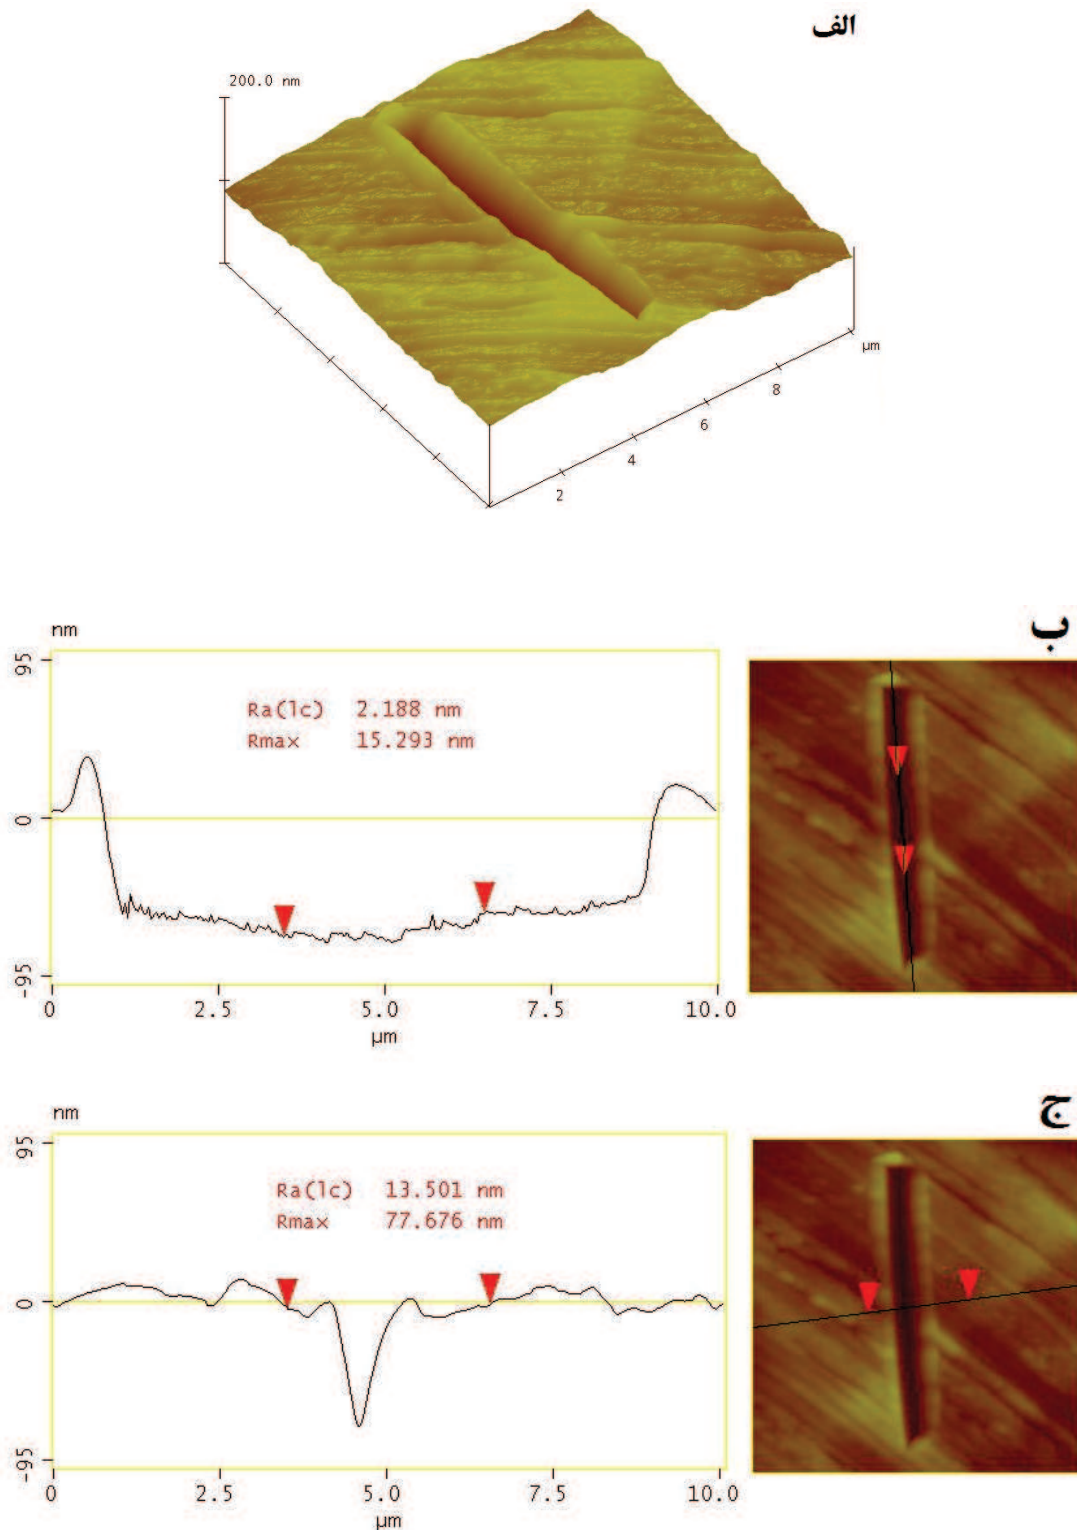 الف
200.0 nm
µm
8
6
4
2
ب
nm
95
Ra(lc) 2.188 nm
Rmax 15.293 nm
0
-95
0 2.5 5.0 7.5 10.0
µm
ج
nm
95
Ra(lc) 13.501 nm
Rmax 77.676 nm
0
-95
0 2.5 5.0 7.5 10.0
µm